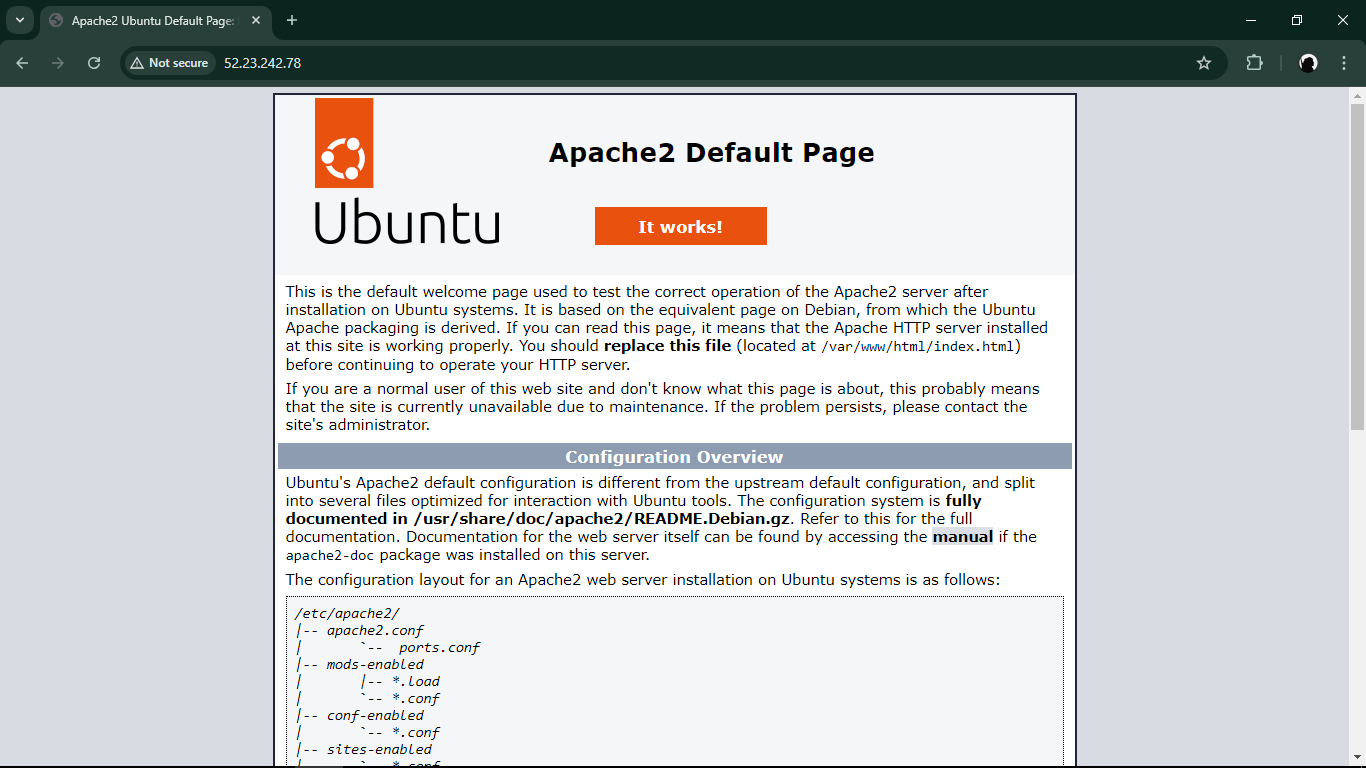 Apache2 Ubuntu Default Page:
Not secure
52.23.242.78
Apache2 Default Page
Ubuntu
It works!
This is the default welcome page used to test the correct operation of the Apache2 server after
installation on Ubuntu systems. It is based on the equivalent page on Debian, from which the Ubuntu
Apache packaging is derived. If you can read this page, it means that the Apache HTTP server installed
at this site is working properly. You should replace this file (located at /var/www/html/index.html)
before continuing to operate your HTTP server.
If you are a normal user of this web site and don't know what this page is about, this probably means
that the site is currently unavailable due to maintenance. If the problem persists, please contact the
site's administrator.
Configuration Overview
Ubuntu's Apache2 default configuration is different from the upstream default configuration, and split
into several files optimized for interaction with Ubuntu tools. The configuration system is fully
documented in /usr/share/doc/apache2/README.Debian.gz. Refer to this for the full
documentation. Documentation for the web server itself can be found by accessing the manual if the
apache2-doc package was installed on this server.
The configuration layout for an Apache2 web server installation on Ubuntu systems is as follows:
/etc/apache2/
|-- apache2.conf
|       `--  ports.conf
|-- mods-enabled
|       |-- *.load
|       `-- *.conf
|-- conf-enabled
|       `-- *.conf
|-- sites-enabled
|       `-- *.conf